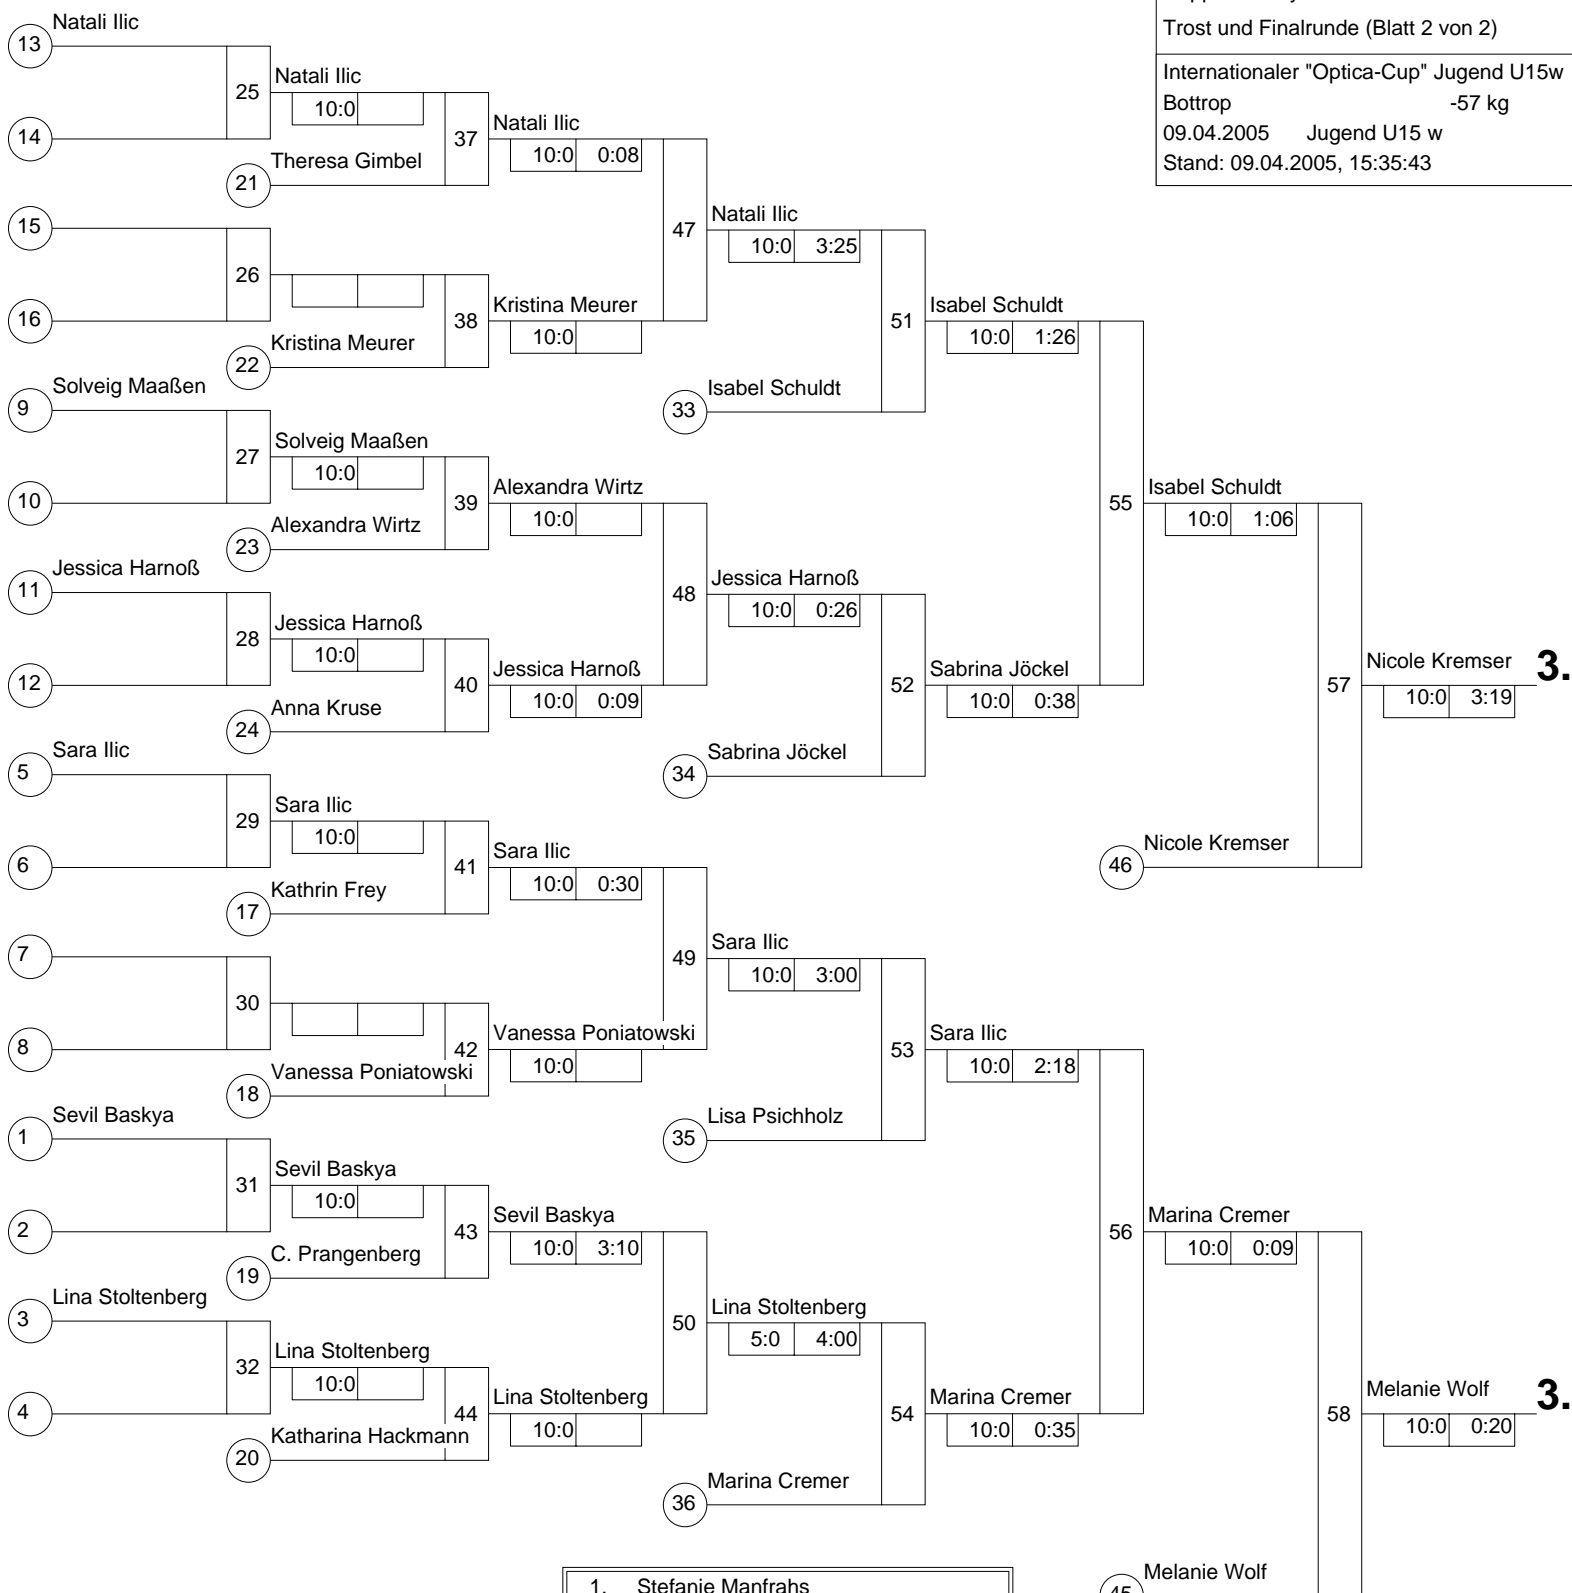 Trost und Finalrunde (Blatt 2 von 2)
Internationaler "Optica-Cup" Jugend U15w
Bottrop -57 kg
09.04.2005 Jugend U15 w
Stand: 09.04.2005, 15:35:43
13 Natali Ilic
14
25 Natali Ilic
10:0
21 Theresa Gimbel
37 Natali Ilic
10:0 0:08
15
16
26
22 Kristina Meurer
38 Kristina Meurer
10:0
47 Natali Ilic
10:0 3:25
33 Isabel Schuldt
51 Isabel Schuldt
10:0 1:26
9 Solveig Maaßen
10
27 Solveig Maaßen
10:0
23 Alexandra Wirtz
39 Alexandra Wirtz
10:0
11 Jessica Harnoß
12
28 Jessica Harnoß
10:0
24 Anna Kruse
40 Jessica Harnoß
10:0 0:09
48 Jessica Harnoß
10:0 0:26
34 Sabrina Jöckel
52 Sabrina Jöckel
10:0 0:38
55 Isabel Schuldt
10:0 1:06
46 Nicole Kremser
57 Nicole Kremser 3.
10:0 3:19
5 Sara Ilic
6
29 Sara Ilic
10:0
17 Kathrin Frey
41 Sara Ilic
10:0 0:30
7
8
30
18 Vanessa Poniatowski
42 Vanessa Poniatowski
10:0
49 Sara Ilic
10:0 3:00
35 Lisa Psichholz
53 Sara Ilic
10:0 2:18
1 Sevil Baskya
2
31 Sevil Baskya
10:0
19 C. Prangenberg
43 Sevil Baskya
10:0 3:10
3 Lina Stoltenberg
4
32 Lina Stoltenberg
10:0
20 Katharina Hackmann
44 Lina Stoltenberg
10:0
50 Lina Stoltenberg
5:0 4:00
36 Marina Cremer
54 Marina Cremer
10:0 0:35
56 Marina Cremer
10:0 0:09
45 Melanie Wolf
58 Melanie Wolf 3.
10:0 0:20
1. Stefanie Manfrahs